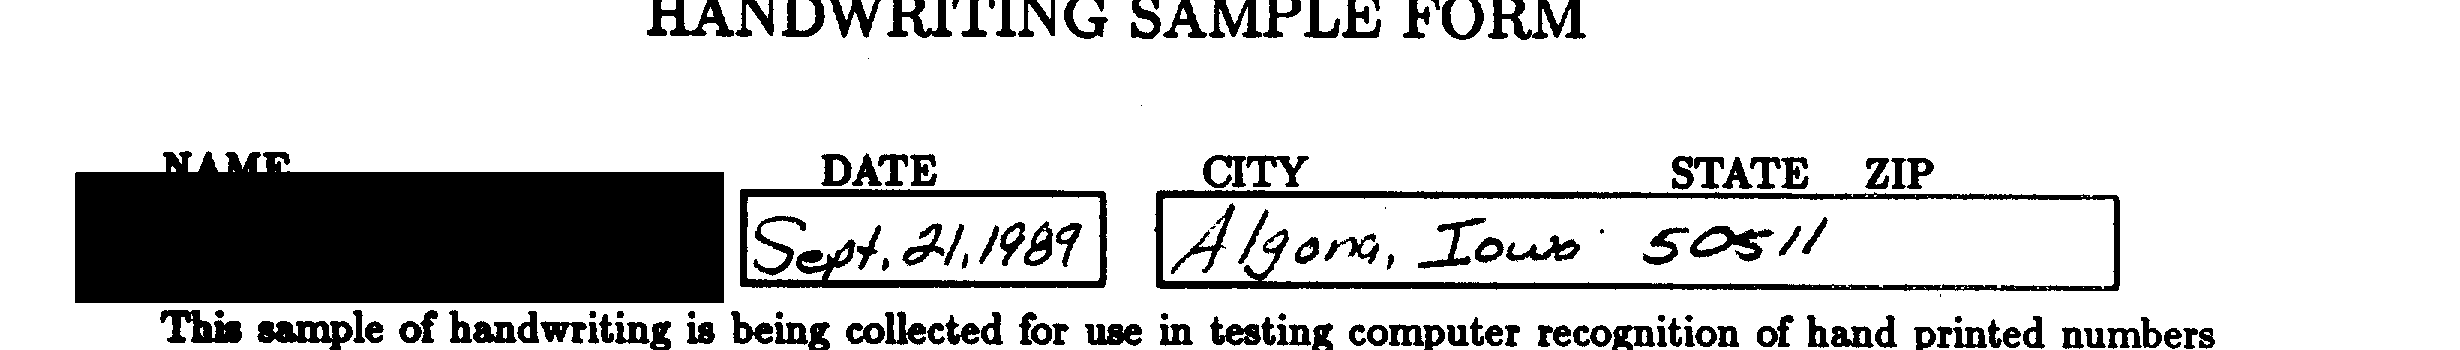 HANDWRITING SAMPLE FORM
NAME DATE CITY STATE ZIP
Sept. 21, 1989 Algona, Iowa 50511
This sample of handwriting is being collected for use in testing computer recognition of hand printed numbers